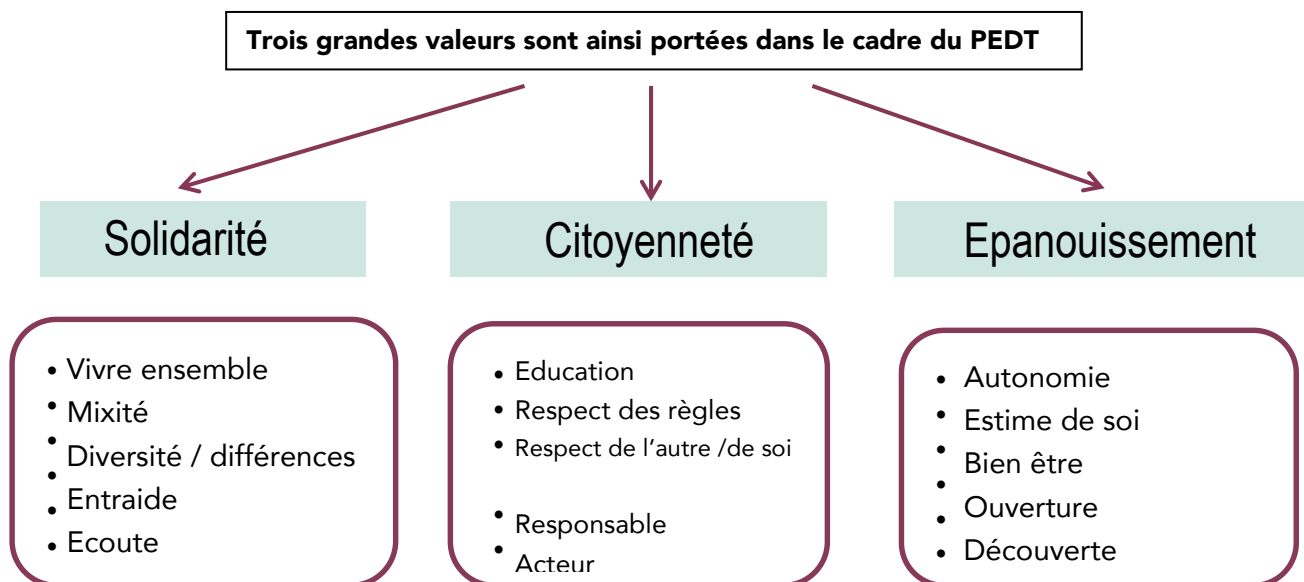 Trois grandes valeurs sont ainsi portées dans le cadre du PEDT
Solidarité
• Vivre ensemble
• Mixité
• Diversité / différences
• Entraide
• Ecoute
Citoyenneté
• Education
• Respect des règles
• Respect de l'autre /de soi
• Responsable
• Acteur
Epanouissement
• Autonomie
• Estime de soi
• Bien être
• Ouverture
• Découverte